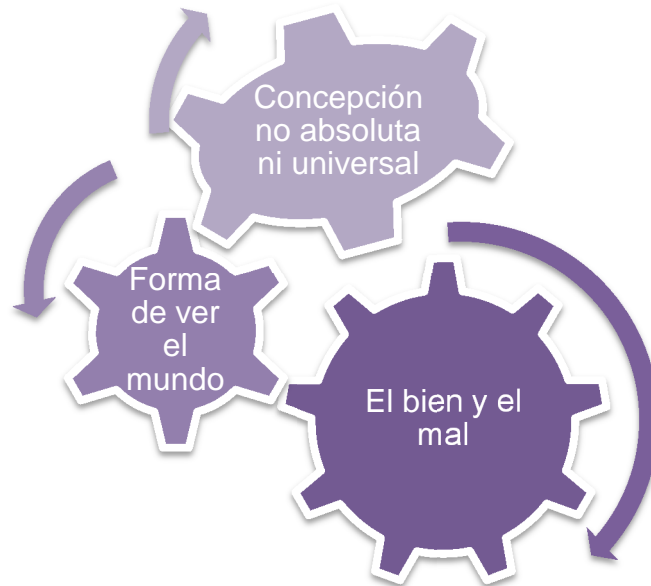 Concepción
no absoluta
ni universal
Forma
de ver
el
mundo
El bien y el
mal